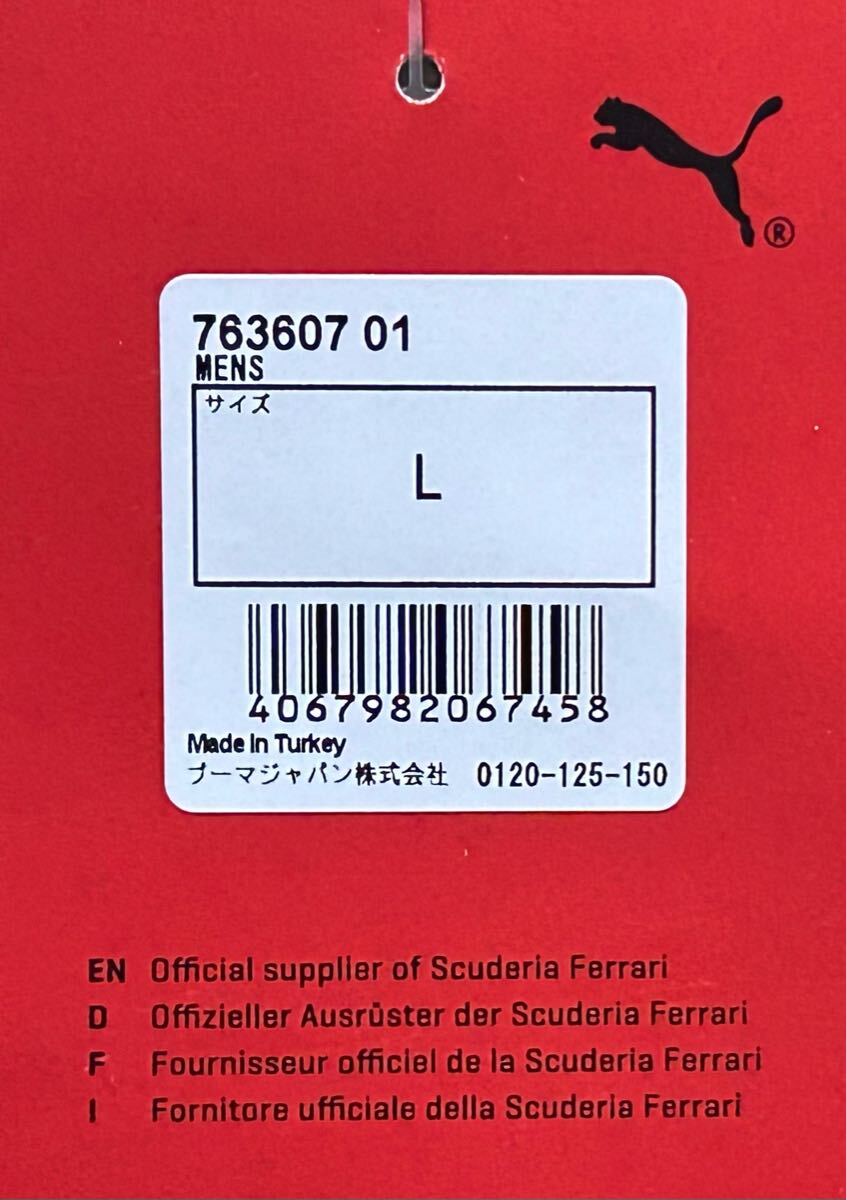 ®
763607 01
MENS
サイズ
L
4067982067458
Made In Turkey
プーマジャパン株式会社 0120-125-150
EN Official supplier of Scuderia Ferrari
D Offizieller Ausrüster der Scuderia Ferrari
F Fournisseur officiel de la Scuderia Ferrari
I Fornitore ufficiale della Scuderia Ferrari